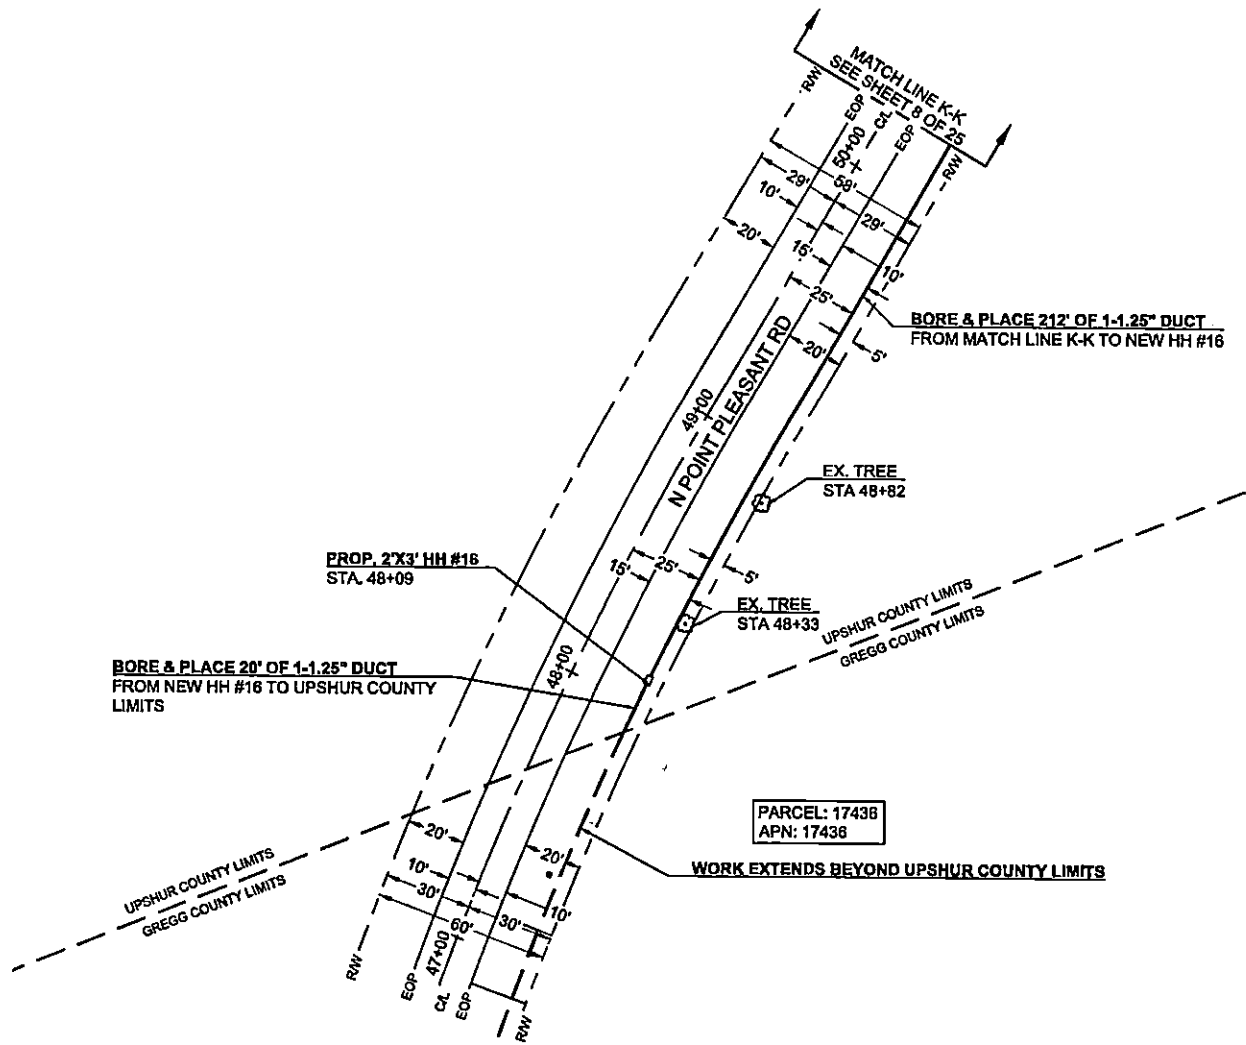 MATCH LINE K-K
SEE SHEET 8 OF 25
R/W
EOP
C/L
EOP
R/W
50+00
58'
29'
29'
10'
20'
15'
10'
25'
20'
5'
BORE & PLACE 212' OF 1-1.25" DUCT
FROM MATCH LINE K-K TO NEW HH #16
N POINT PLEASANT RD
49+00
EX. TREE
STA 48+82
PROP. 2'X3' HH #16
STA. 48+09
15'
25'
5'
EX. TREE
STA 48+33
UPSHUR COUNTY LIMITS
GREGG COUNTY LIMITS
48+00
BORE & PLACE 20' OF 1-1.25" DUCT
FROM NEW HH #16 TO UPSHUR COUNTY
LIMITS
PARCEL: 17436
APN: 17436
WORK EXTENDS BEYOND UPSHUR COUNTY LIMITS
UPSHUR COUNTY LIMITS
GREGG COUNTY LIMITS
20'
20'
10'
10'
30'
30'
60'
47+00
R/W
EOP
C/L
EOP
R/W